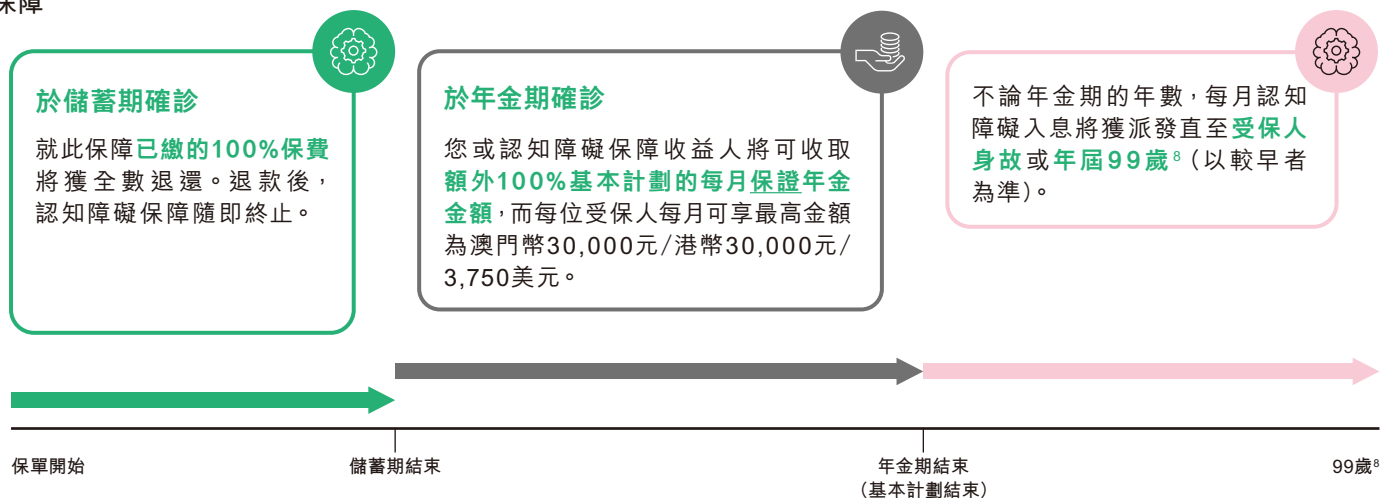 保障
於儲蓄期確診
就此保障已繳的100%保費
將獲全數退還。退款後，
認知障礙保障隨即終止。
於年金期確診
您或認知障礙保障收益人將可收取
額外100%基本計劃的每月保證年金
金額，而每位受保人每月可享最高金額
為澳門幣30,000元/港幣30,000元/
3,750美元。
不論年金期的年數，每月認知
障礙入息將獲派發直至受保人
身故或年屆99歲⁸（以較早者
為準）。
保單開始
儲蓄期結束
年金期結束
（基本計劃結束）
99歲⁸